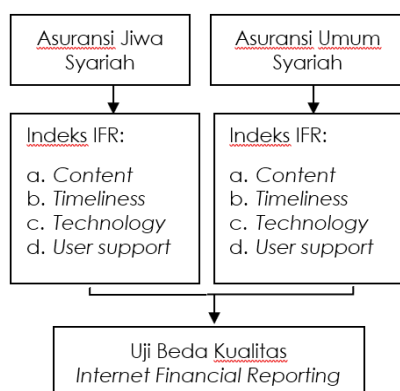 Asuransi Jiwa
Syariah
Asuransi Umum
Syariah
Indeks IFR:
a. Content
b. Timeliness
c. Technology
d. User support
Indeks IFR:
a. Content
b. Timeliness
c. Technology
d. User support
Uji Beda Kualitas
Internet Financial Reporting